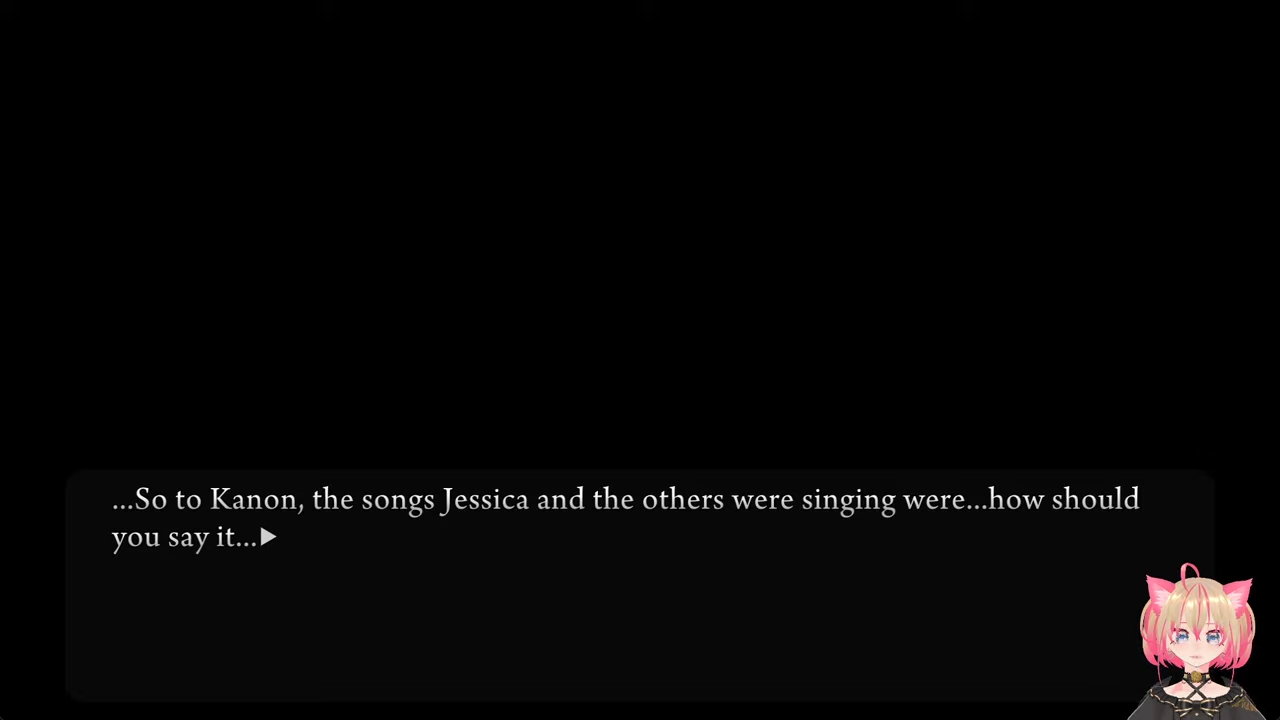 ...So to Kanon, the songs Jessica and the others were singing were...how should
you say it...